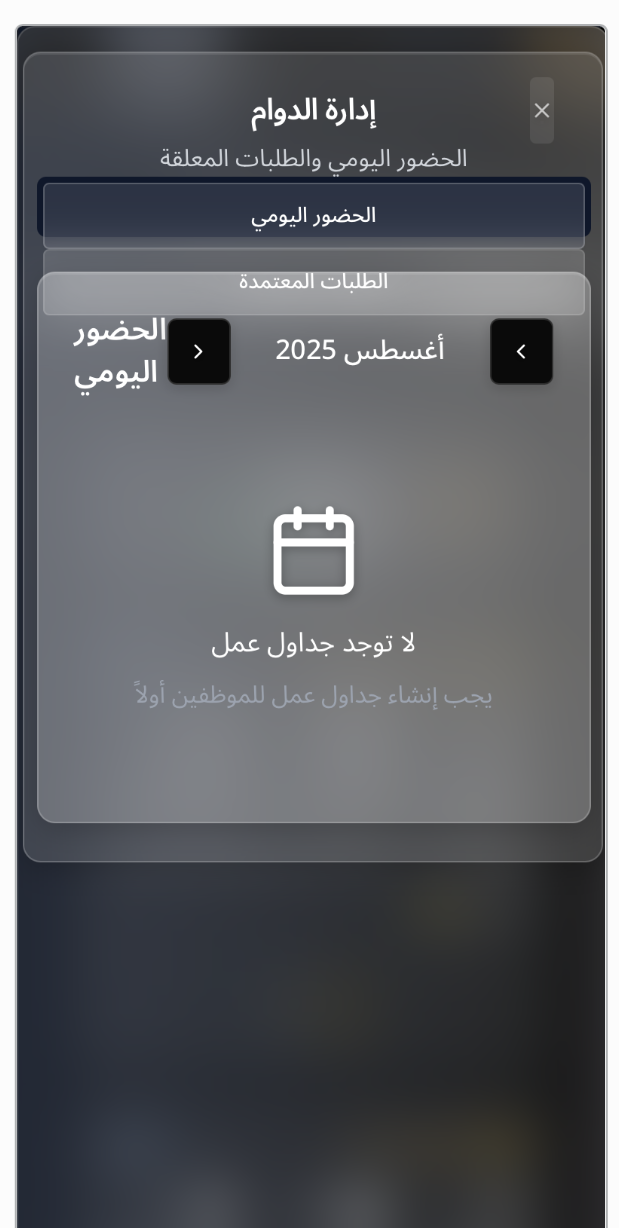 إدارة الدوام
الحضور اليومي والطلبات المعلقة
الحضور اليومي
الطلبات المعتمدة
أغسطس 2025
الحضور
اليومي
لا توجد جداول عمل
يجب إنشاء جداول عمل للموظفين أولاً